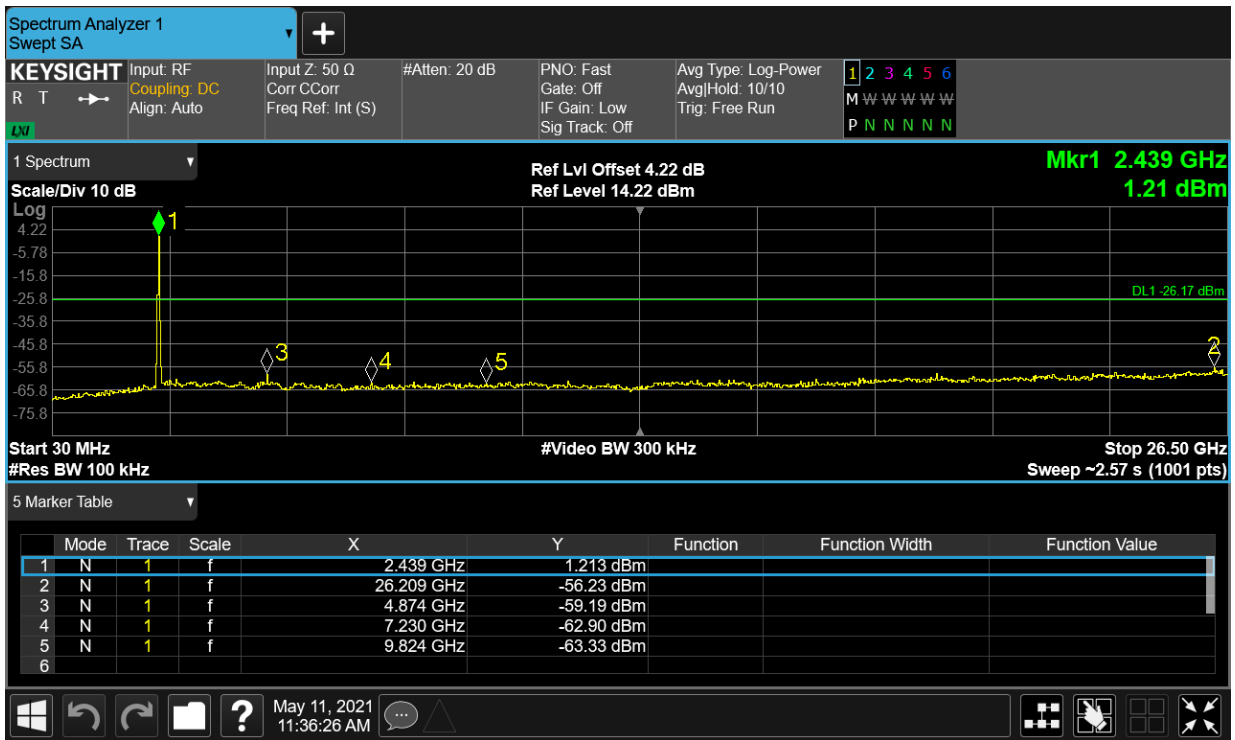 Spectrum Analyzer 1
Swept SA
+
KEYSIGHT
R T
LXI
Input: RF
Coupling: DC
Align: Auto
Input Z: 50 Ω
Corr CCorr
Freq Ref: Int (S)
#Atten: 20 dB
PNO: Fast
Gate: Off
IF Gain: Low
Sig Track: Off
Avg Type: Log-Power
Avg|Hold: 10/10
Trig: Free Run
1 2 3 4 5 6
M W W W W W
P N N N N N
1 Spectrum
Scale/Div 10 dB
Ref Lvl Offset 4.22 dB
Ref Level 14.22 dBm
Mkr1 2.439 GHz
1.21 dBm
Log
4.22
-5.78
-15.8
-25.8
-35.8
-45.8
-55.8
-65.8
-75.8
1
DL1 -26.17 dBm
3
4
5
2
Start 30 MHz
#Video BW 300 kHz
Stop 26.50 GHz
#Res BW 100 kHz
Sweep ~2.57 s (1001 pts)
5 Marker Table
Mode Trace Scale X Y Function Function Width Function Value
1 N 1 f 2.439 GHz 1.213 dBm
2 N 1 f 26.209 GHz -56.23 dBm
3 N 1 f 4.874 GHz -59.19 dBm
4 N 1 f 7.230 GHz -62.90 dBm
5 N 1 f 9.824 GHz -63.33 dBm
6
?
May 11, 2021
11:36:26 AM